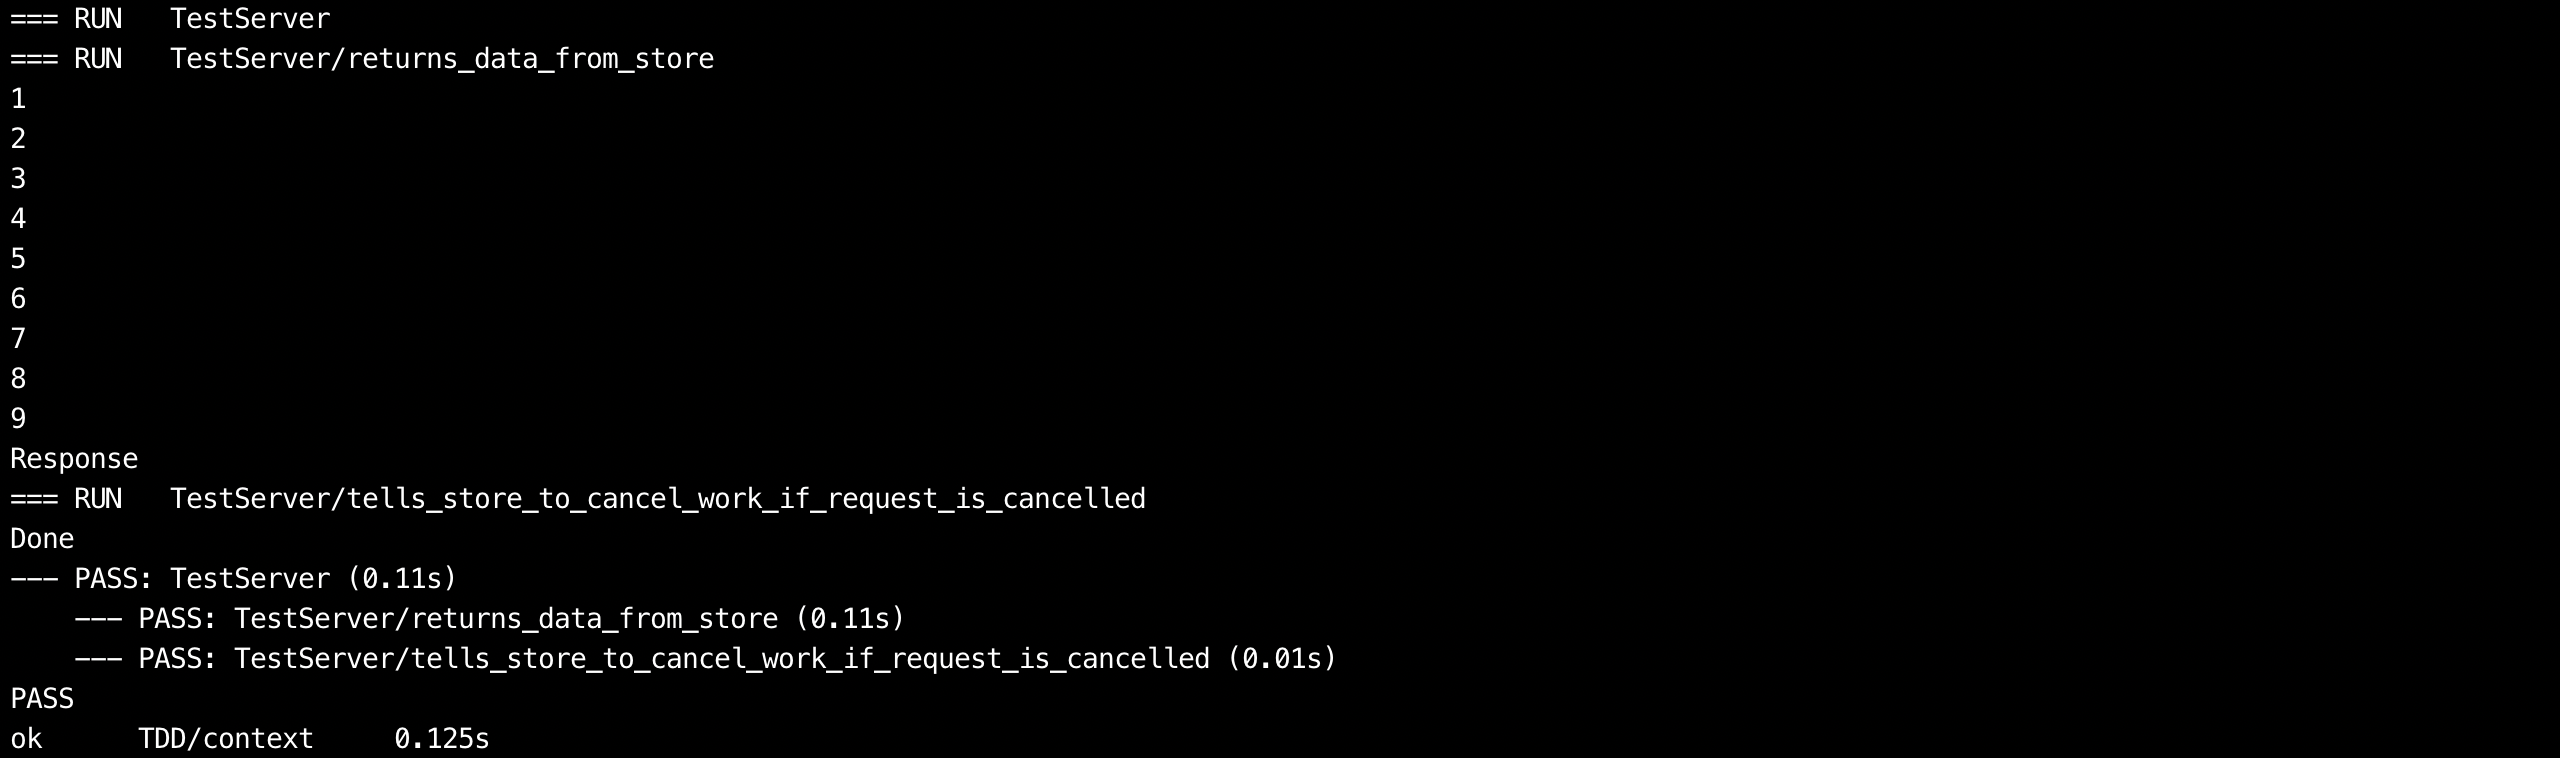 === RUN   TestServer
=== RUN   TestServer/returns_data_from_store
1
2
3
4
5
6
7
8
9
Response
=== RUN   TestServer/tells_store_to_cancel_work_if_request_is_cancelled
Done
--- PASS: TestServer (0.11s)
    --- PASS: TestServer/returns_data_from_store (0.11s)
    --- PASS: TestServer/tells_store_to_cancel_work_if_request_is_cancelled (0.01s)
PASS
ok      TDD/context     0.125s